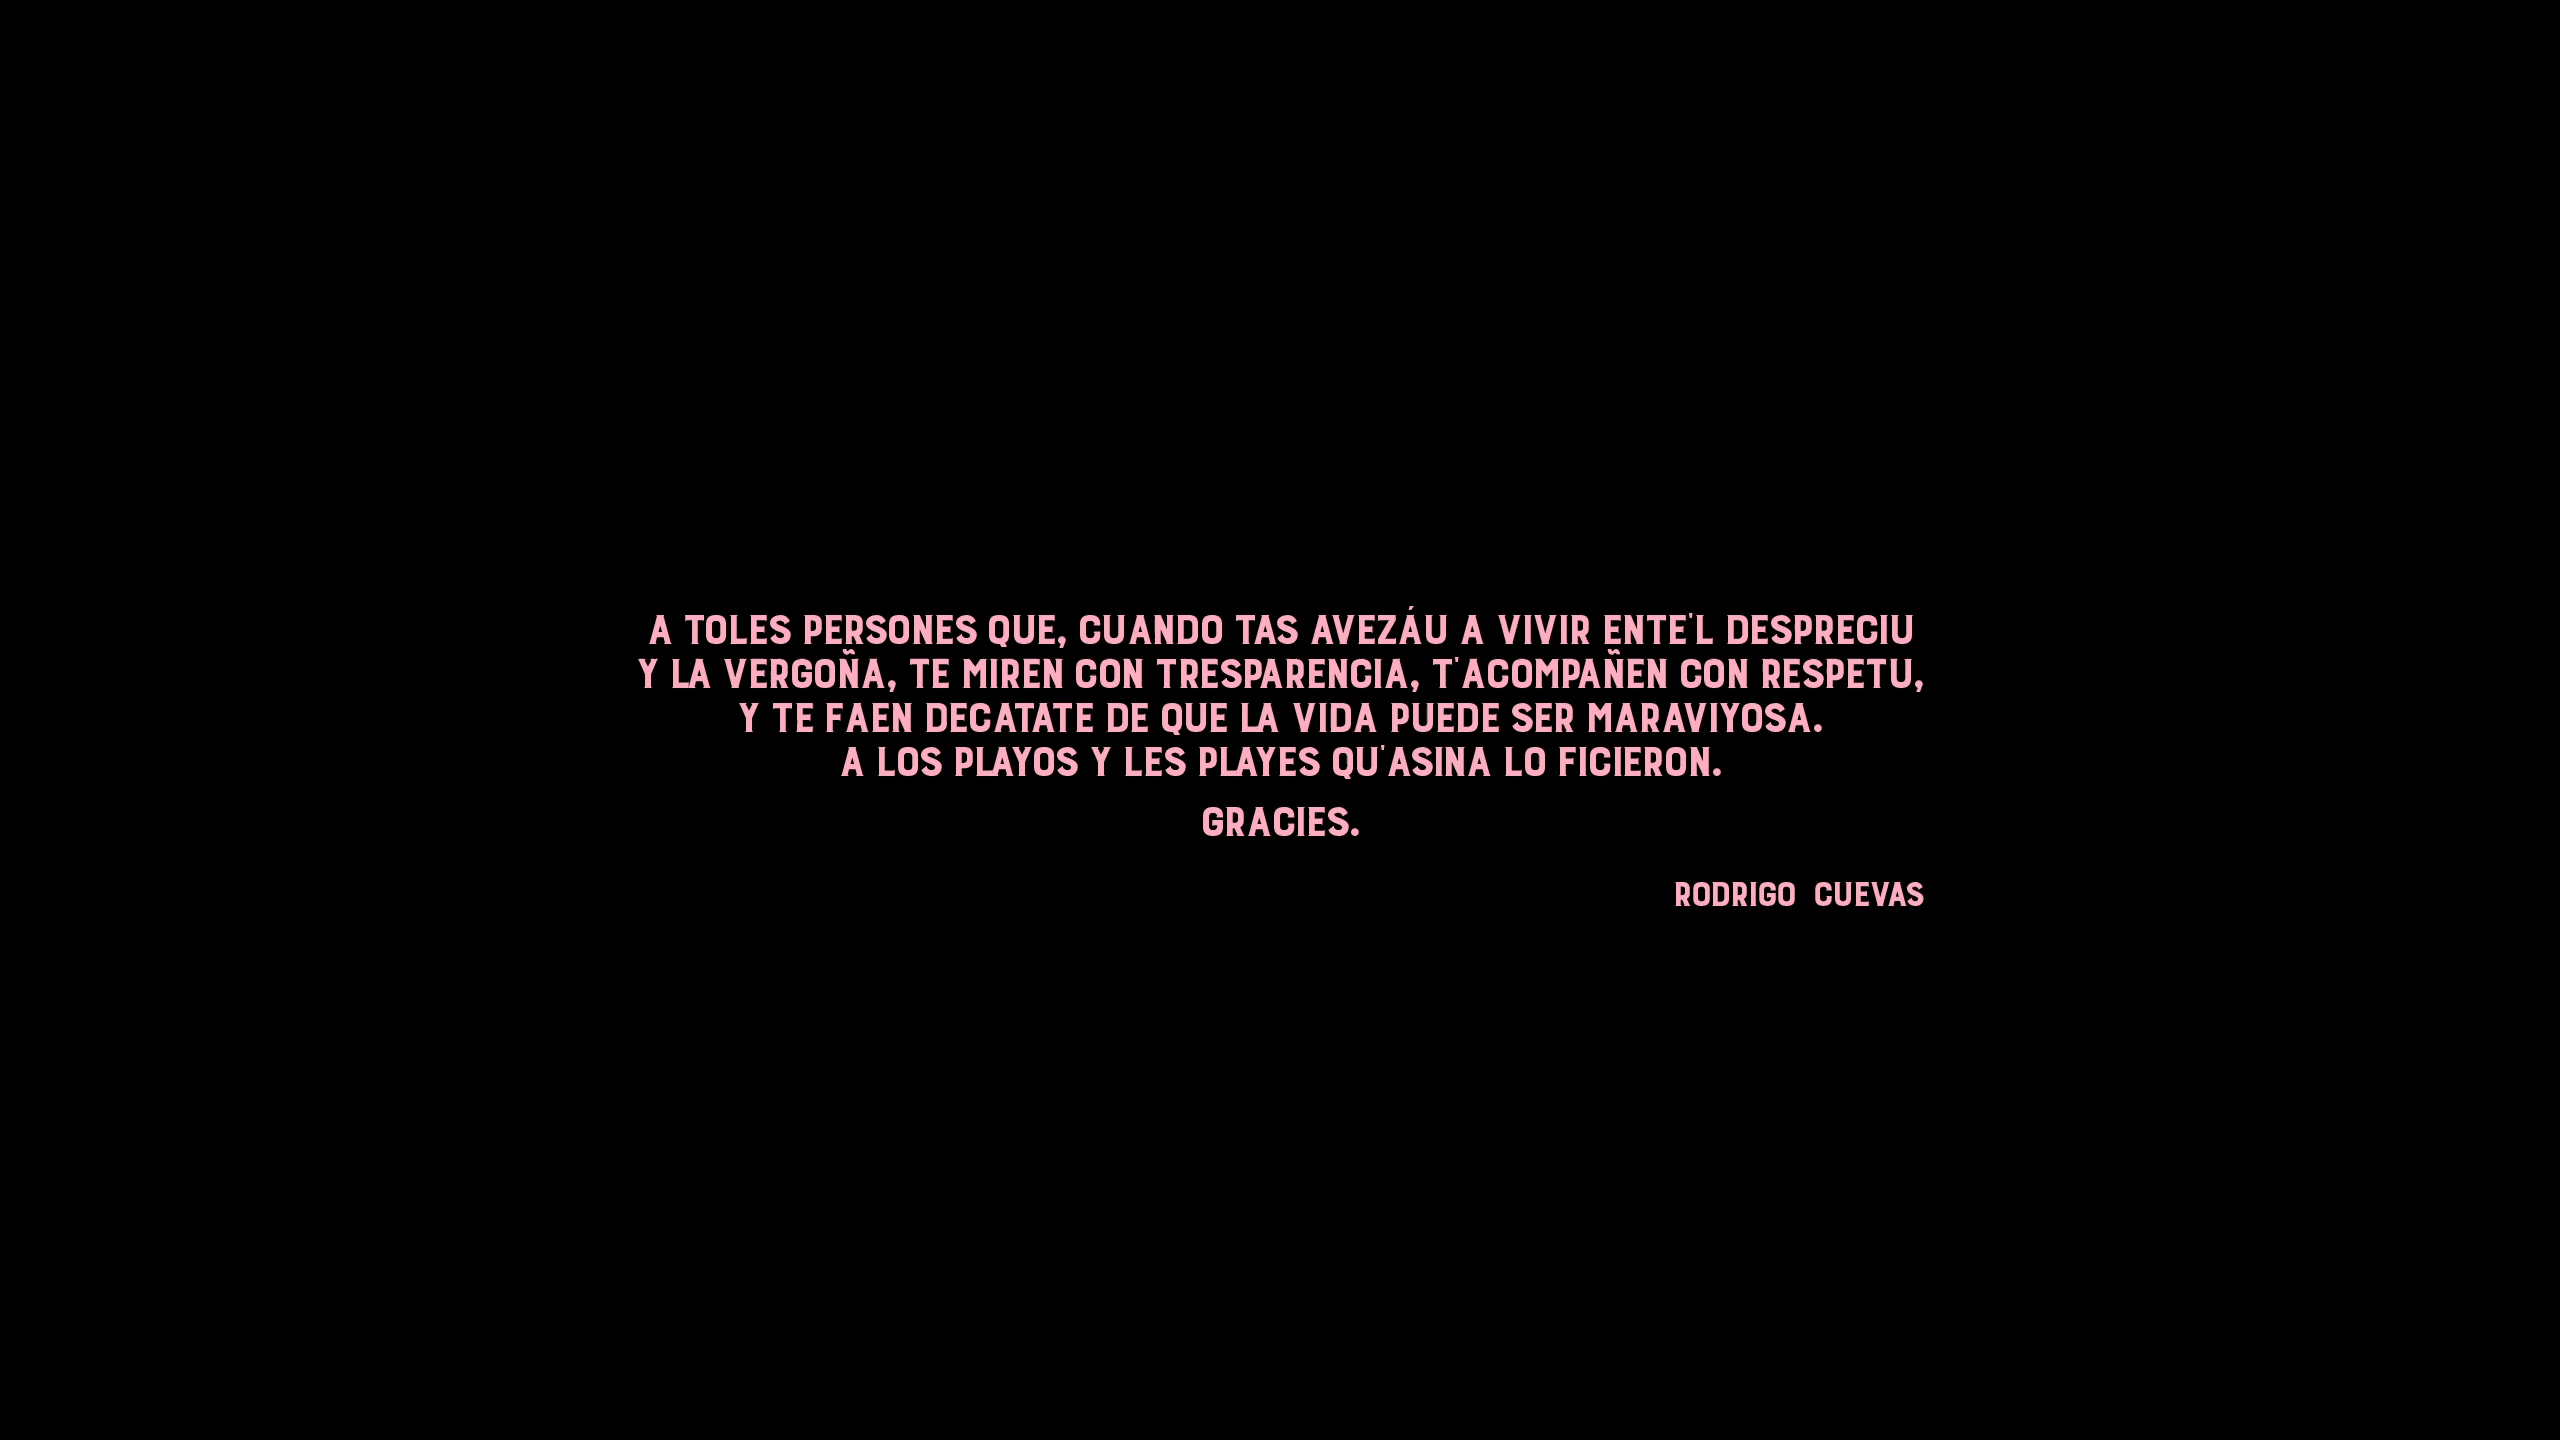 A TOLES PERSONES QUE, CUANDO TAS AVEZÁU A VIVIR ENTE'L DESPRECIU
Y LA VERGOÑA, TE MIREN CON TRESPARENCIA, T'ACOMPAÑEN CON RESPETU,
Y TE FAEN DECATATE DE QUE LA VIDA PUEDE SER MARAVIYOSA.
A LOS PLAYOS Y LES PLAYES QU'ASINA LO FICIERON.
GRACIES.
RODRIGO CUEVAS